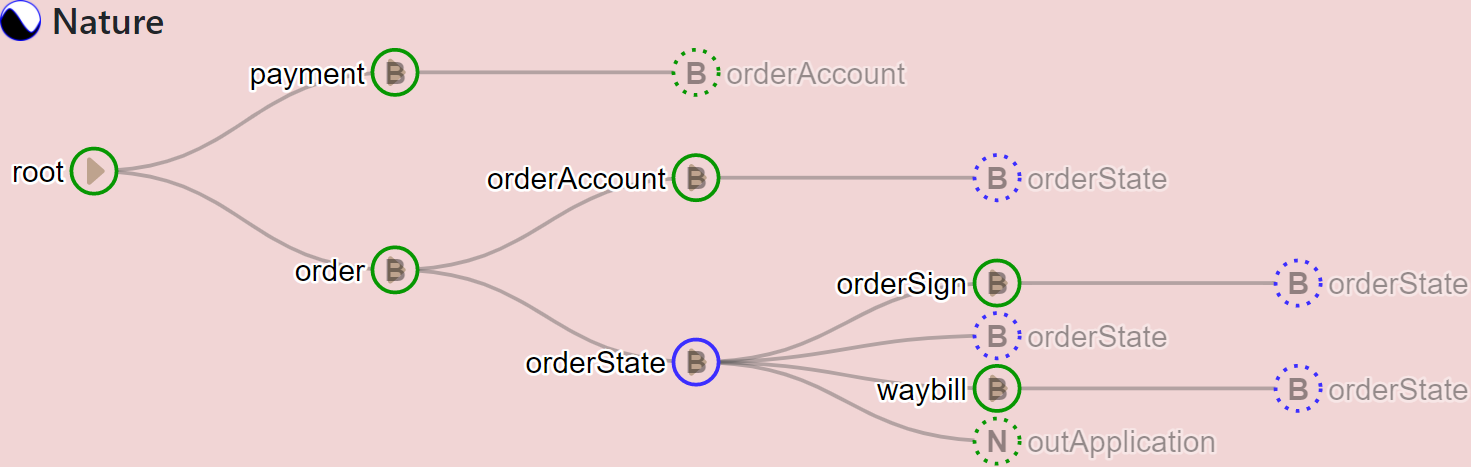 Nature
payment B B orderAccount
root
orderAccount B B orderState
order B
orderSign B B orderState
B orderState
orderState B
waybill B B orderState
N outApplication